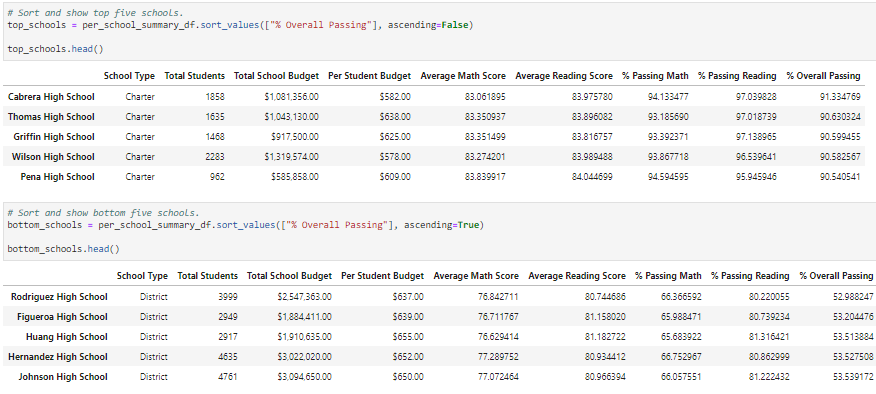 # Sort and show top five schools.
top_schools = per_school_summary_df.sort_values(["% Overall Passing"], ascending=False)
top_schools.head()
School Type Total Students Total School Budget Per Student Budget Average Math Score Average Reading Score % Passing Math % Passing Reading % Overall Passing
Cabrera High School Charter 1858 $1,081,356.00 $582.00 83.061895 83.975780 94.133477 97.039828 91.334769
Thomas High School Charter 1635 $1,043,130.00 $638.00 83.350937 83.896082 93.185690 97.018739 90.630324
Griffin High School Charter 1468 $917,500.00 $625.00 83.351499 83.816757 93.392371 97.138965 90.599455
Wilson High School Charter 2283 $1,319,574.00 $578.00 83.274201 83.989488 93.867718 96.539641 90.582567
Pena High School Charter 962 $585,858.00 $609.00 83.839917 84.044699 94.594595 95.945946 90.540541
# Sort and show bottom five schools.
bottom_schools = per_school_summary_df.sort_values(["% Overall Passing"], ascending=True)
bottom_schools.head()
School Type Total Students Total School Budget Per Student Budget Average Math Score Average Reading Score % Passing Math % Passing Reading % Overall Passing
Rodriguez High School District 3999 $2,547,363.00 $637.00 76.842711 80.744686 66.366592 80.220055 52.988247
Figueroa High School District 2949 $1,884,411.00 $639.00 76.711767 81.158020 65.988471 80.739234 53.204476
Huang High School District 2917 $1,910,635.00 $655.00 76.629414 81.182722 65.683922 81.316421 53.513884
Hernandez High School District 4635 $3,022,020.00 $652.00 77.289752 80.934412 66.752967 80.862999 53.527508
Johnson High School District 4761 $3,094,650.00 $650.00 77.072464 80.966394 66.057551 81.222432 53.539172